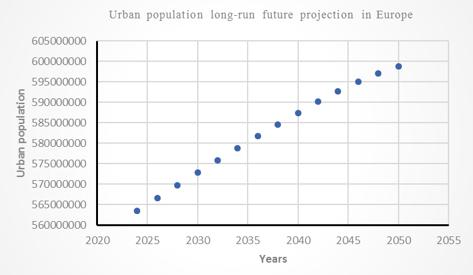 Urban population long-run future projection in Europe
605000000
600000000
595000000
590000000
585000000
580000000
575000000
570000000
565000000
560000000
Urban population
2020 2025 2030 2035 2040 2045 2050 2055
Years